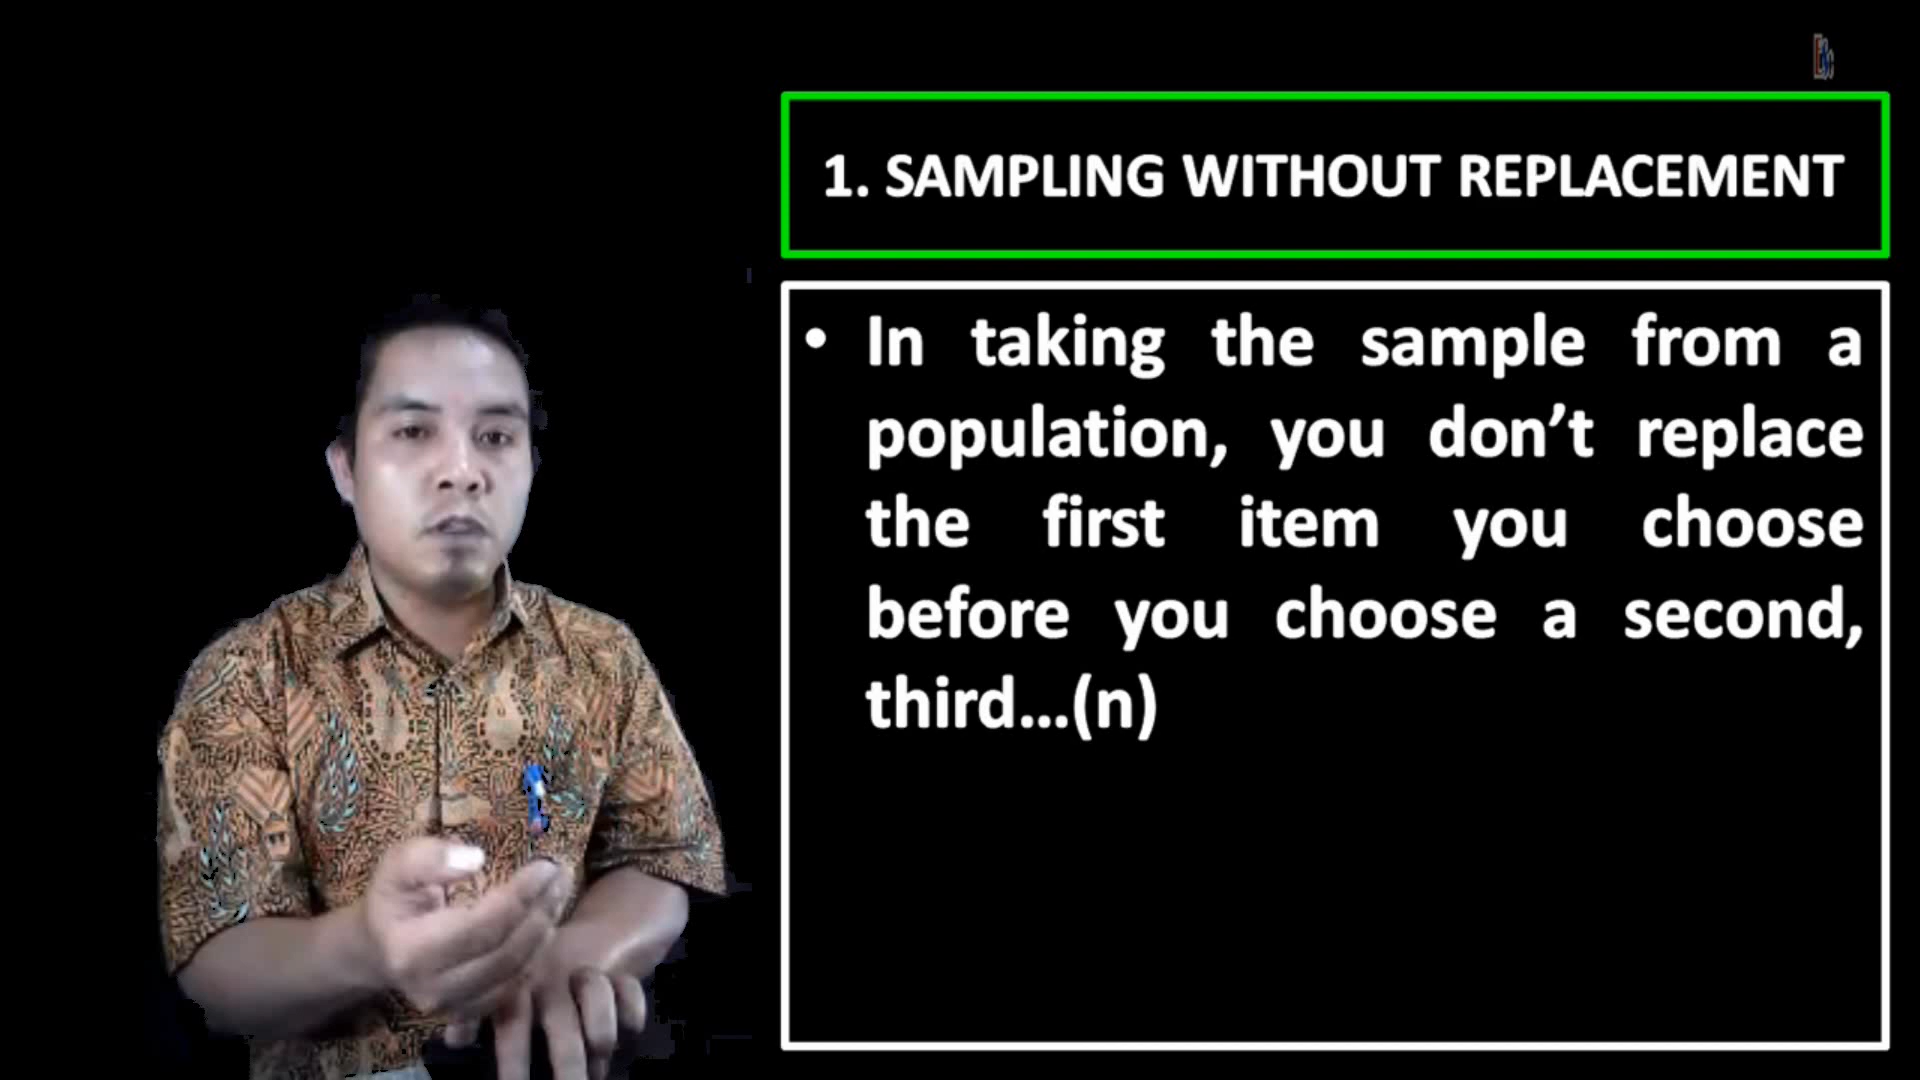 1. SAMPLING WITHOUT REPLACEMENT
• In taking the sample from a
population, you don’t replace
the first item you choose
before you choose a second,
third...(n)